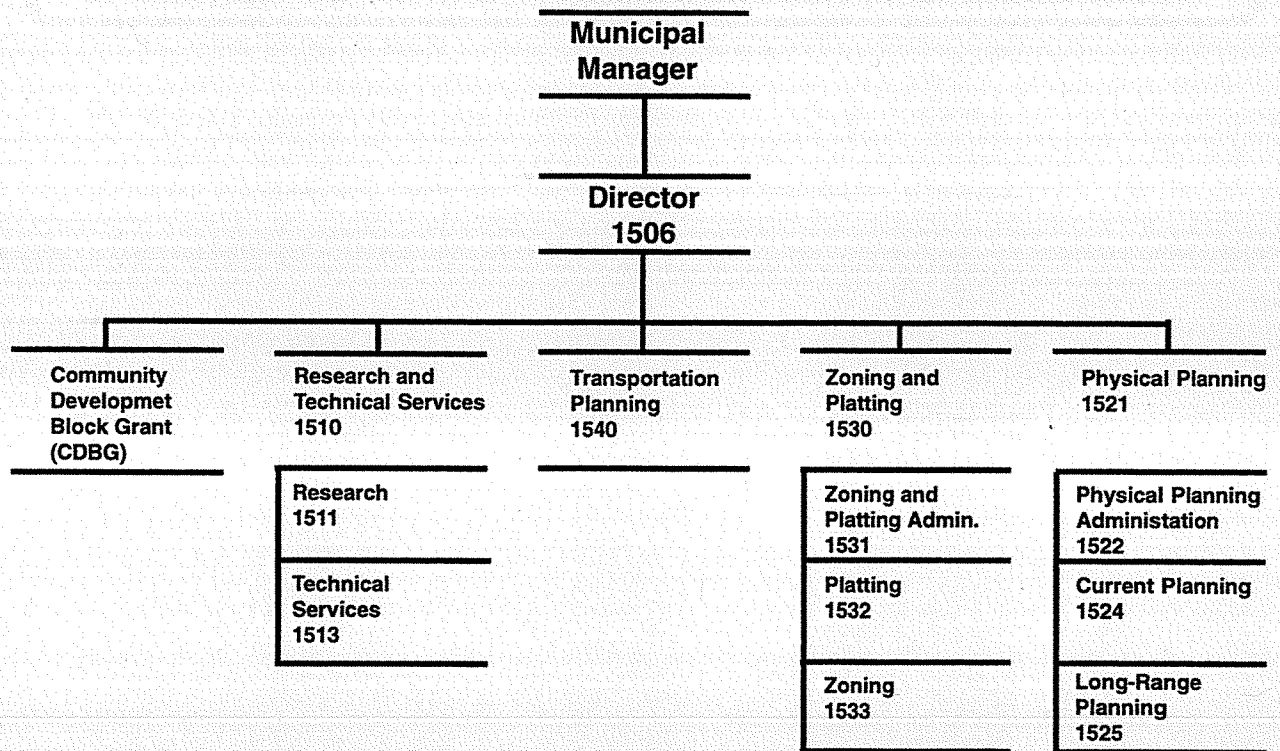 Municipal
Manager
Director
1506
Community
Developmet
Block Grant
(CDBG)
Research and
Technical Services
1510
Transportation
Planning
1540
Zoning and
Platting
1530
Physical Planning
1521
Research
1511
Technical
Services
1513
Zoning and
Platting Admin.
1531
Platting
1532
Zoning
1533
Physical Planning
Administation
1522
Current Planning
1524
Long-Range
Planning
1525